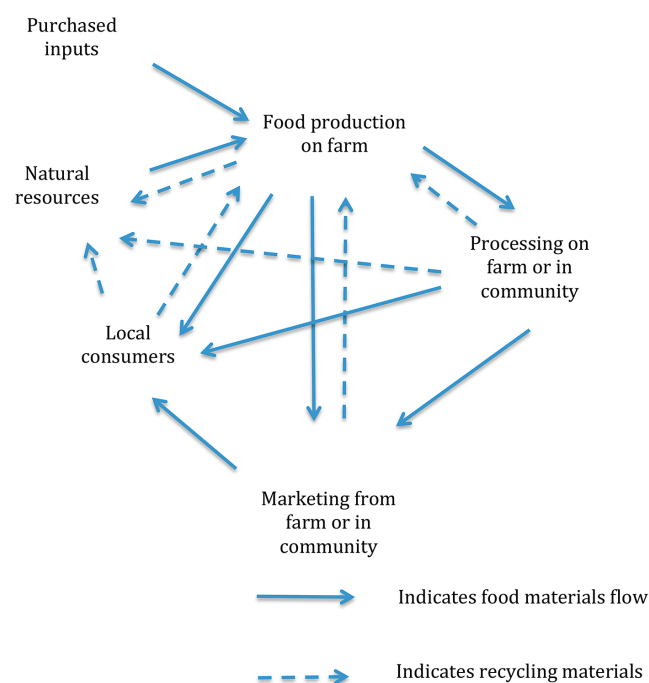 Purchased
inputs
Food production
on farm
Natural
resources
Processing on
farm or in
community
Local
consumers
Marketing from
farm or in
community
Indicates food materials flow
Indicates recycling materials